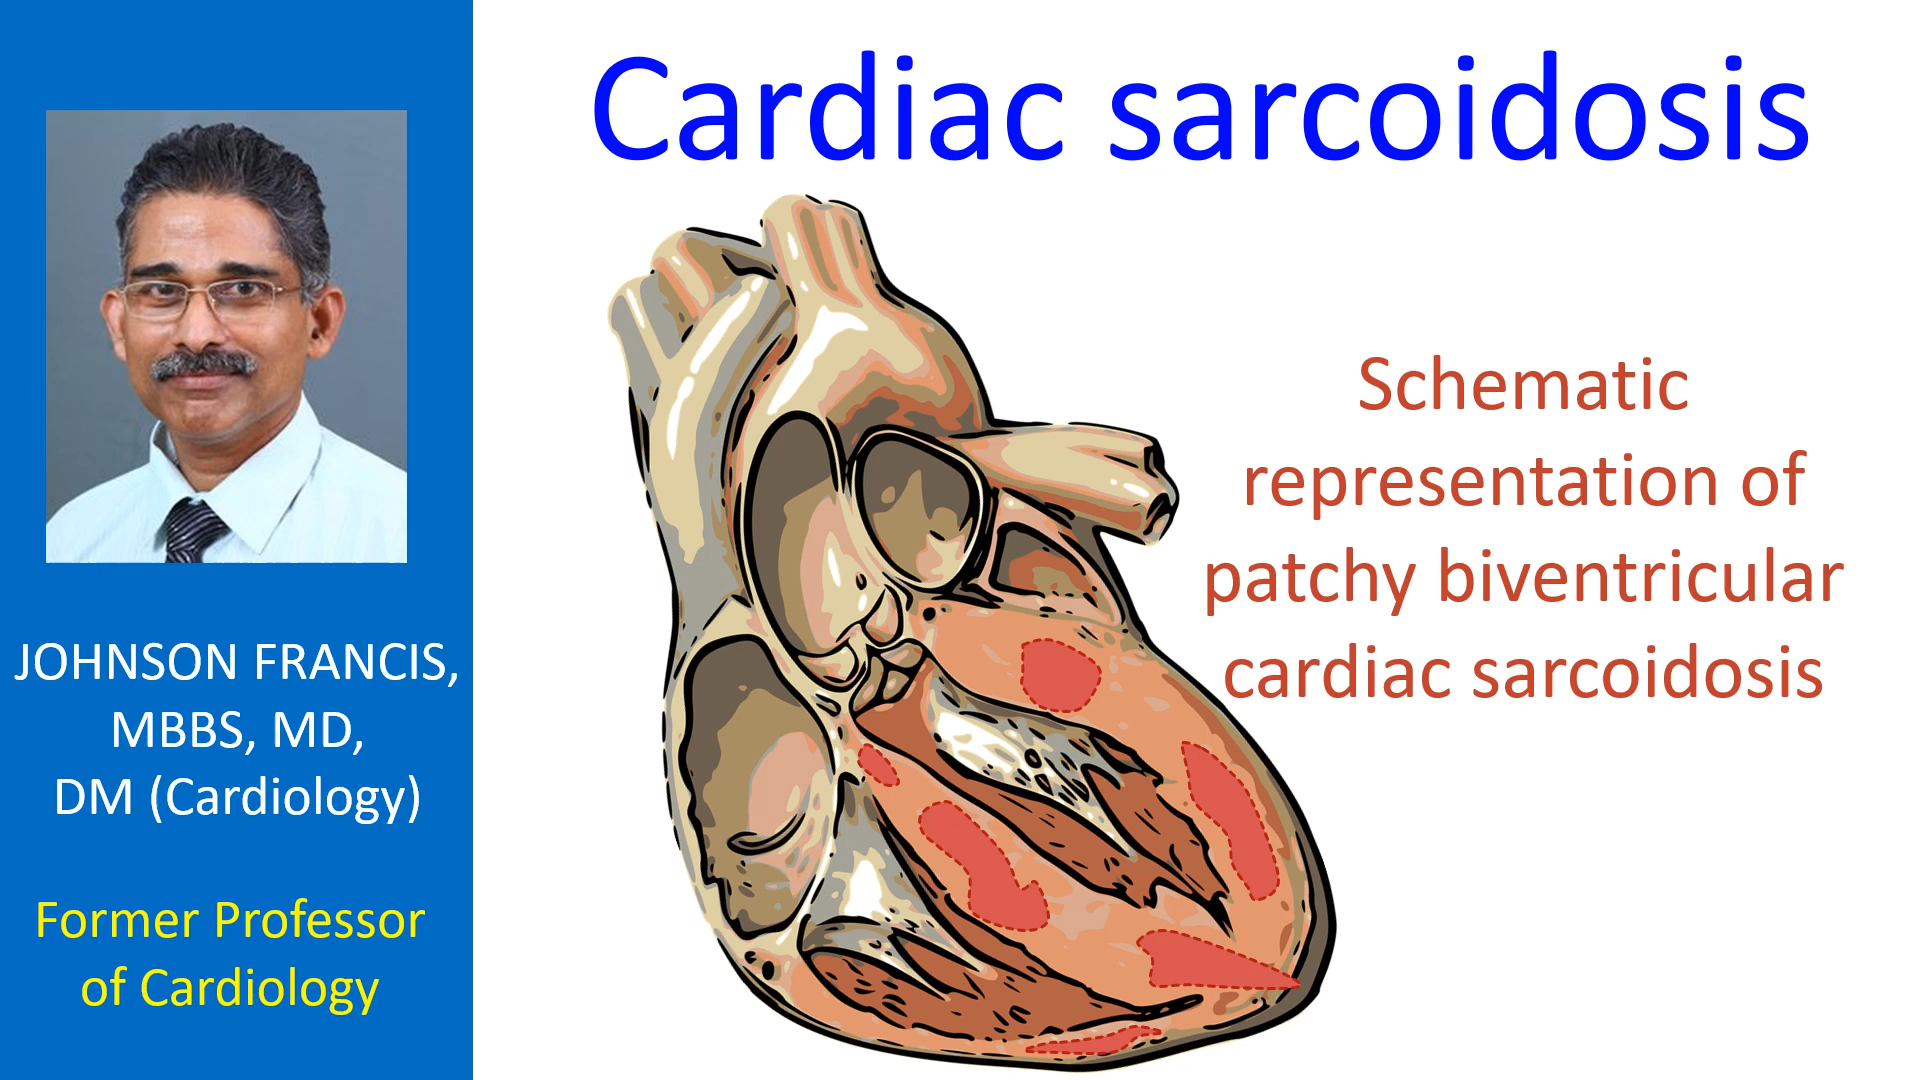 Cardiac sarcoidosis
JOHNSON FRANCIS,
MBBS, MD,
DM (Cardiology)
Former Professor
of Cardiology
Schematic
representation of
patchy biventricular
cardiac sarcoidosis